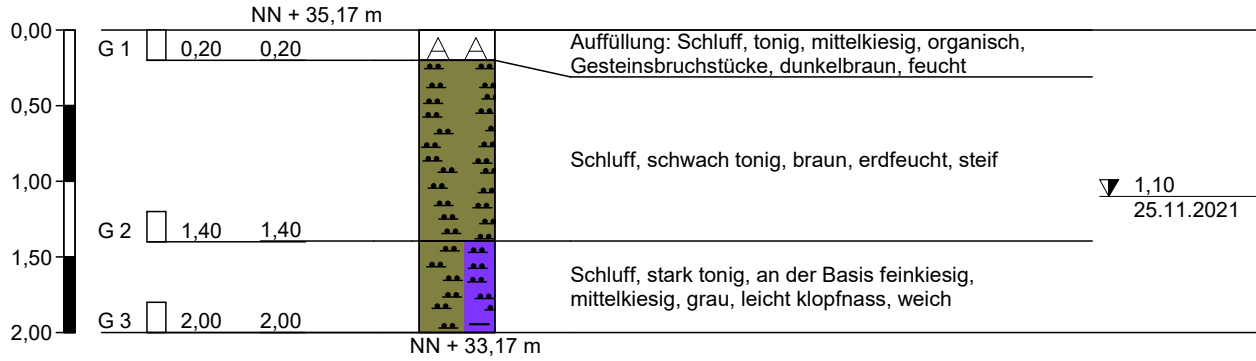 NN + 35,17 m
0,00
G 1 0,20 0,20
Auffüllung: Schluff, tonig, mittelkiesig, organisch,
Gesteinsbruchstücke, dunkelbraun, feucht
0,50
Schluff, schwach tonig, braun, erdfeucht, steif
1,00
1,10
25.11.2021
G 2 1,40 1,40
1,50
Schluff, stark tonig, an der Basis feinkiesig,
mittelkiesig, grau, leicht klopfnass, weich
G 3 2,00 2,00
2,00
NN + 33,17 m